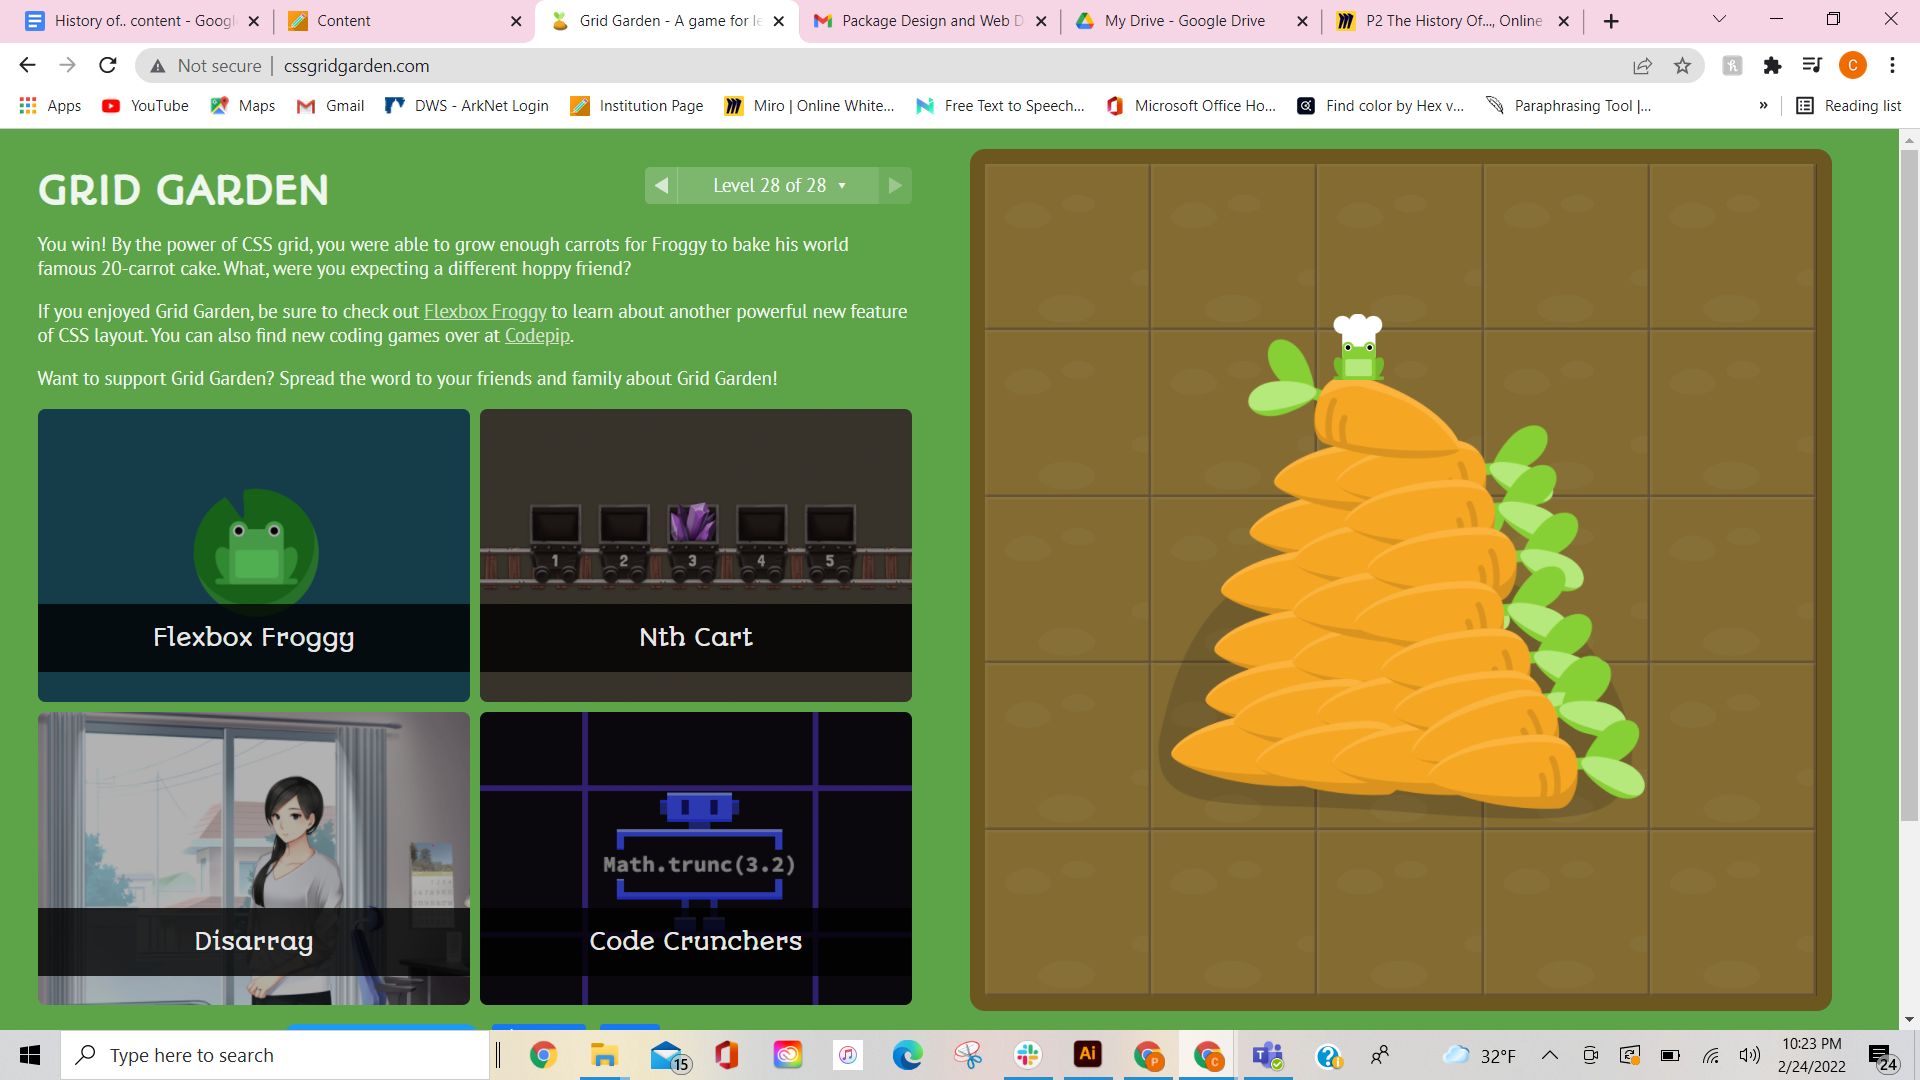 History of.. content - Googl
Content
Grid Garden - A game for le
Package Design and Web D
My Drive - Google Drive
P2 The History Of..., Online
Not secure
cssgridgarden.com
C
Apps
YouTube
Maps
Gmail
DWS - ArkNet Login
Institution Page
Miro | Online White...
Free Text to Speech...
Microsoft Office Ho...
Find color by Hex v...
Paraphrasing Tool |...
»
Reading list
GRID GARDEN
Level 28 of 28
You win! By the power of CSS grid, you were able to grow enough carrots for Froggy to bake his world
famous 20-carrot cake. What, were you expecting a different hoppy friend?
If you enjoyed Grid Garden, be sure to check out Flexbox Froggy to learn about another powerful new feature
of CSS layout. You can also find new coding games over at Codepip.
Want to support Grid Garden? Spread the word to your friends and family about Grid Garden!
1 2 3 4 5
Flexbox Froggy
Nth Cart
Math.trunc(3.2)
Disarray
Code Crunchers
Type here to search
15
Ai
P
C
32°F
10:23 PM
2/24/2022
24